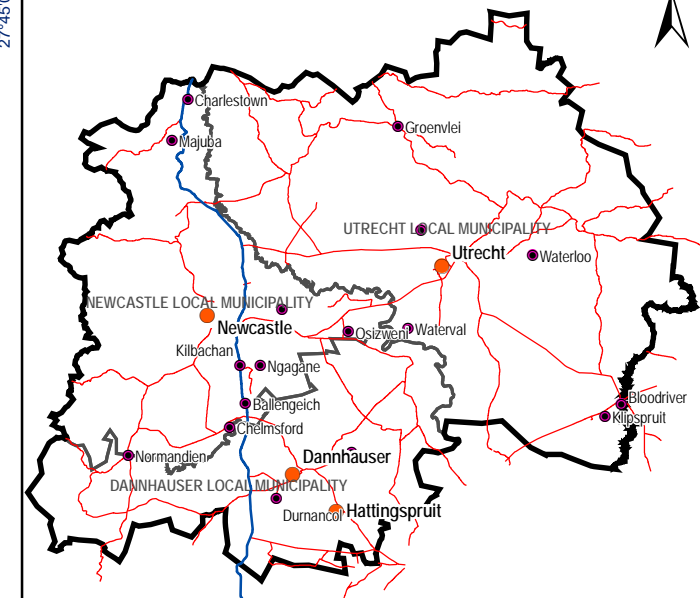 27°45'0
Charlestown
Groenvlei
Majuba
UTRECHT LOCAL MUNICIPALITY
Utrecht
Waterloo
NEWCASTLE LOCAL MUNICIPALITY
Newcastle
Osizweni
Waterval
Kilbachan
Ngagane
Ballengeich
Bloodriver
Klipspruit
Chelmsford
Normandien
Dannhauser
DANNHAUSER LOCAL MUNICIPALITY
Durnancol
Hattingspruit